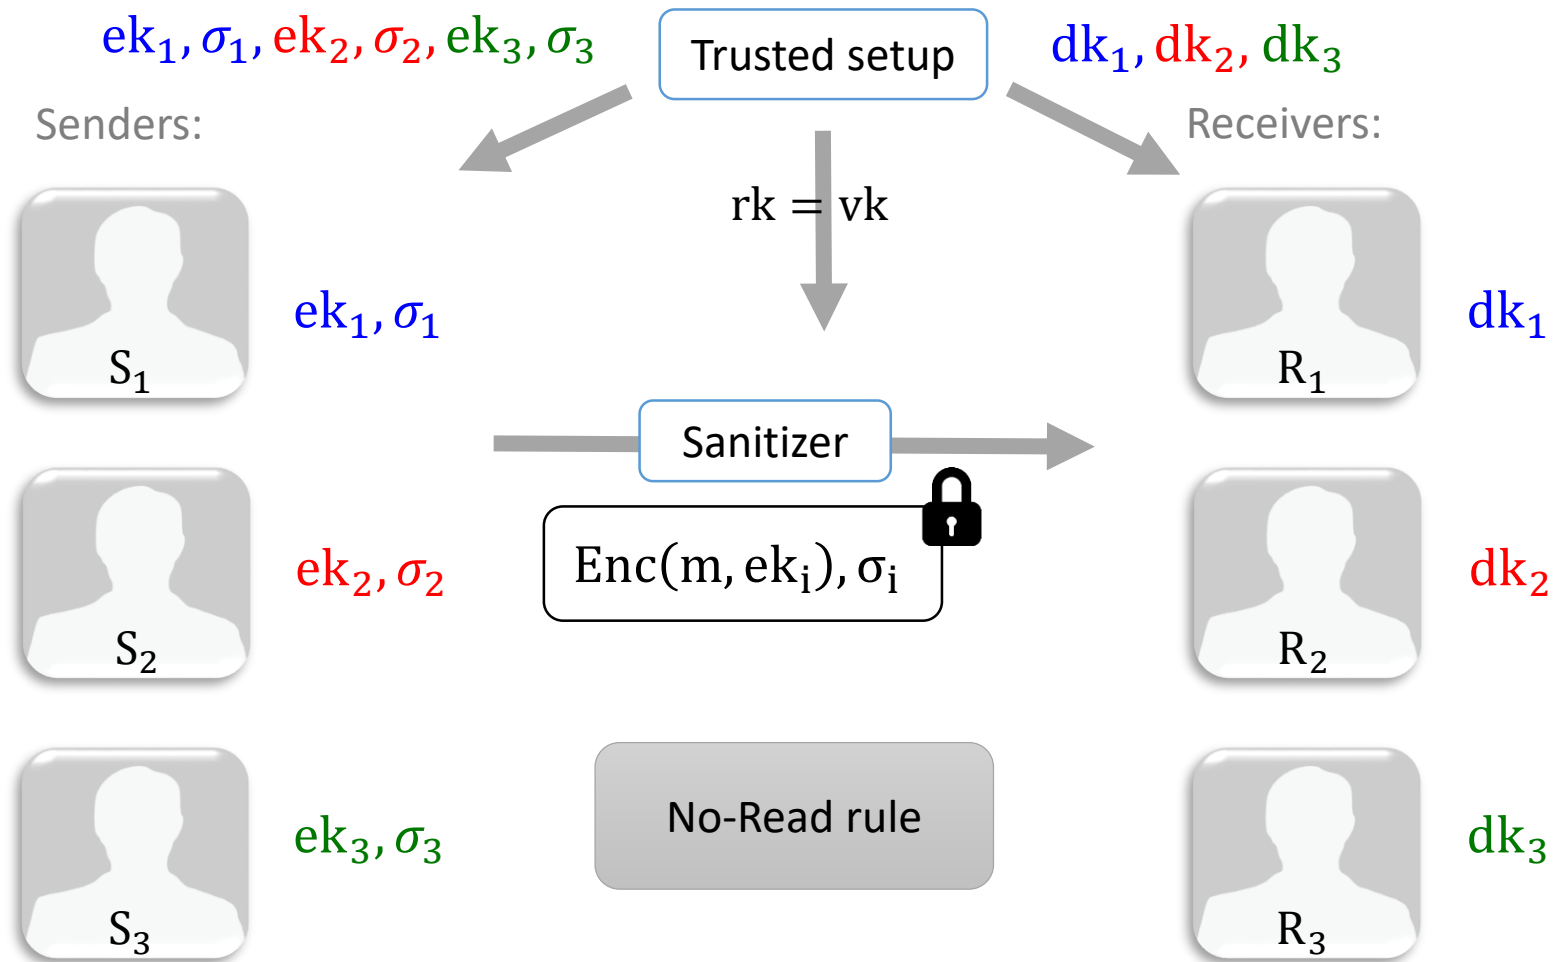 ek₁, σ₁, ek₂, σ₂, ek₃, σ₃
Trusted setup
dk₁, dk₂, dk₃
Senders:
Receivers:
rk = vk
S₁
ek₁, σ₁
R₁
dk₁
Sanitizer
Enc(m, ekᵢ), σᵢ
S₂
ek₂, σ₂
R₂
dk₂
No-Read rule
S₃
ek₃, σ₃
R₃
dk₃